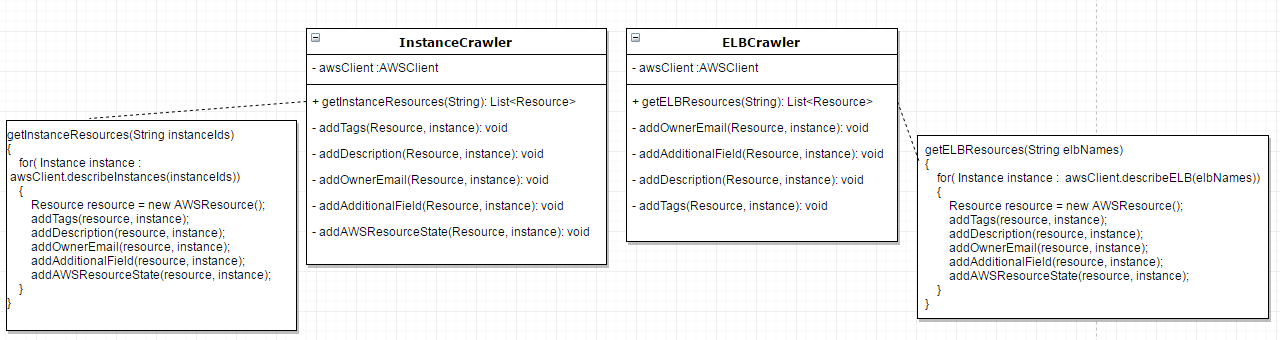 InstanceCrawler
- awsClient :AWSClient
+ getInstanceResources(String): List<Resource>
- addTags(Resource, instance): void
- addDescription(Resource, instance): void
- addOwnerEmail(Resource, instance): void
- addAdditionalField(Resource, instance): void
- addAWSResourceState(Resource, instance): void
ELBCrawler
- awsClient :AWSClient
+ getELBResources(String): List<Resource>
- addOwnerEmail(Resource, instance): void
- addAdditionalField(Resource, instance): void
- addDescription(Resource, instance): void
- addTags(Resource, instance): void
getInstanceResources(String instanceIds)
{
for( Instance instance :
awsClient.describeInstances(instanceIds))
{
Resource resource = new AWSResource();
addTags(resource, instance);
addDescription(resource, instance);
addOwnerEmail(resource, instance);
addAdditionalField(resource, instance);
addAWSResourceState(resource, instance);
}
}
getELBResources(String elbNames)
{
for( Instance instance : awsClient.describeELB(elbNames))
{
Resource resource = new AWSResource();
addTags(resource, instance);
addDescription(resource, instance);
addOwnerEmail(resource, instance);
addAdditionalField(resource, instance);
addAWSResourceState(resource, instance);
}
}